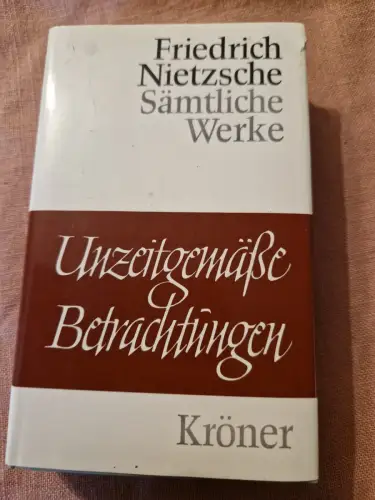 Friedrich
Nietzsche
Sämtliche
Werke
Unzeitgemäße
Betrachtungen
Kröner